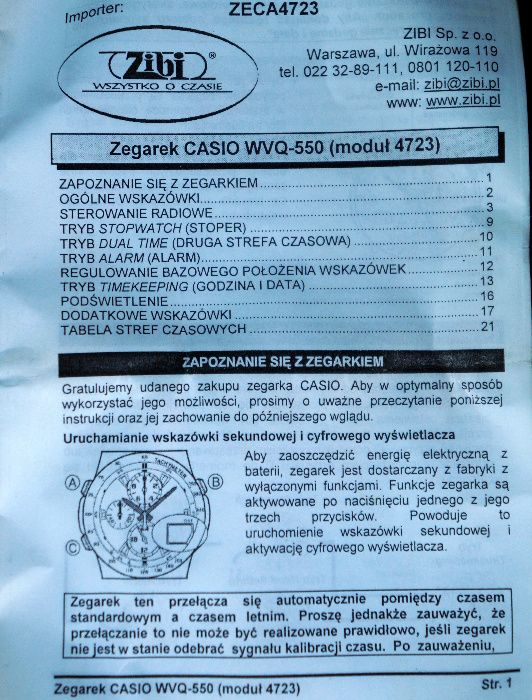 Importer:
ZECA4723
Zibi
WSZYSTKO O CZASIE
ZIBI Sp. z o.o.
Warszawa, ul. Wirażowa 119
tel. 022 32-89-111, 0801 120-110
e-mail: zibi@zibi.pl
www: www.zibi.pl
Zegarek CASIO WVQ-550 (moduł 4723)
ZAPOZNANIE SIĘ Z ZEGARKIEM 1
OGÓLNE WSKAZÓWKI 2
STEROWANIE RADIOWE 3
TRYB STOPWATCH (STOPER) 9
TRYB DUAL TIME (DRUGA STREFA CZASOWA) 10
TRYB ALARM (ALARM) 11
REGULOWANIE BAZOWEGO POŁOŻENIA WSKAZÓWEK 12
TRYB TIMEKEEPING (GODZINA I DATA) 13
PODŚWIETLENIE 16
DODATKOWE WSKAZÓWKI 17
TABELA STREF CZASOWYCH 21
ZAPOZNANIE SIĘ Z ZEGARKIEM
Gratulujemy udanego zakupu zegarka CASIO. Aby w optymalny sposób
wykorzystać jego możliwości, prosimy o uważne przeczytanie poniższej
instrukcji oraz jej zachowanie do późniejszego wglądu.
Uruchamianie wskazówki sekundowej i cyfrowego wyświetlacza
Aby zaoszczędzić energię elektryczną z
baterii, zegarek jest dostarczany z fabryki z
wyłączonymi funkcjami. Funkcje zegarka są
aktywowane po naciśnięciu jednego z jego
trzech przycisków. Powoduje to
uruchomienie wskazówki sekundowej i
aktywację cyfrowego wyświetlacza.
A
B
C
TACHYMETER
Zegarek ten przełącza się automatycznie pomiędzy czasem
standardowym a czasem letnim. Proszę jednakże zauważyć, że
przełączanie to nie może być realizowane prawidłowo, jeśli zegarek
nie jest w stanie odebrać sygnału kalibracji czasu. Po zauważeniu,
Zegarek CASIO WVQ-550 (moduł 4723)
Str. 1